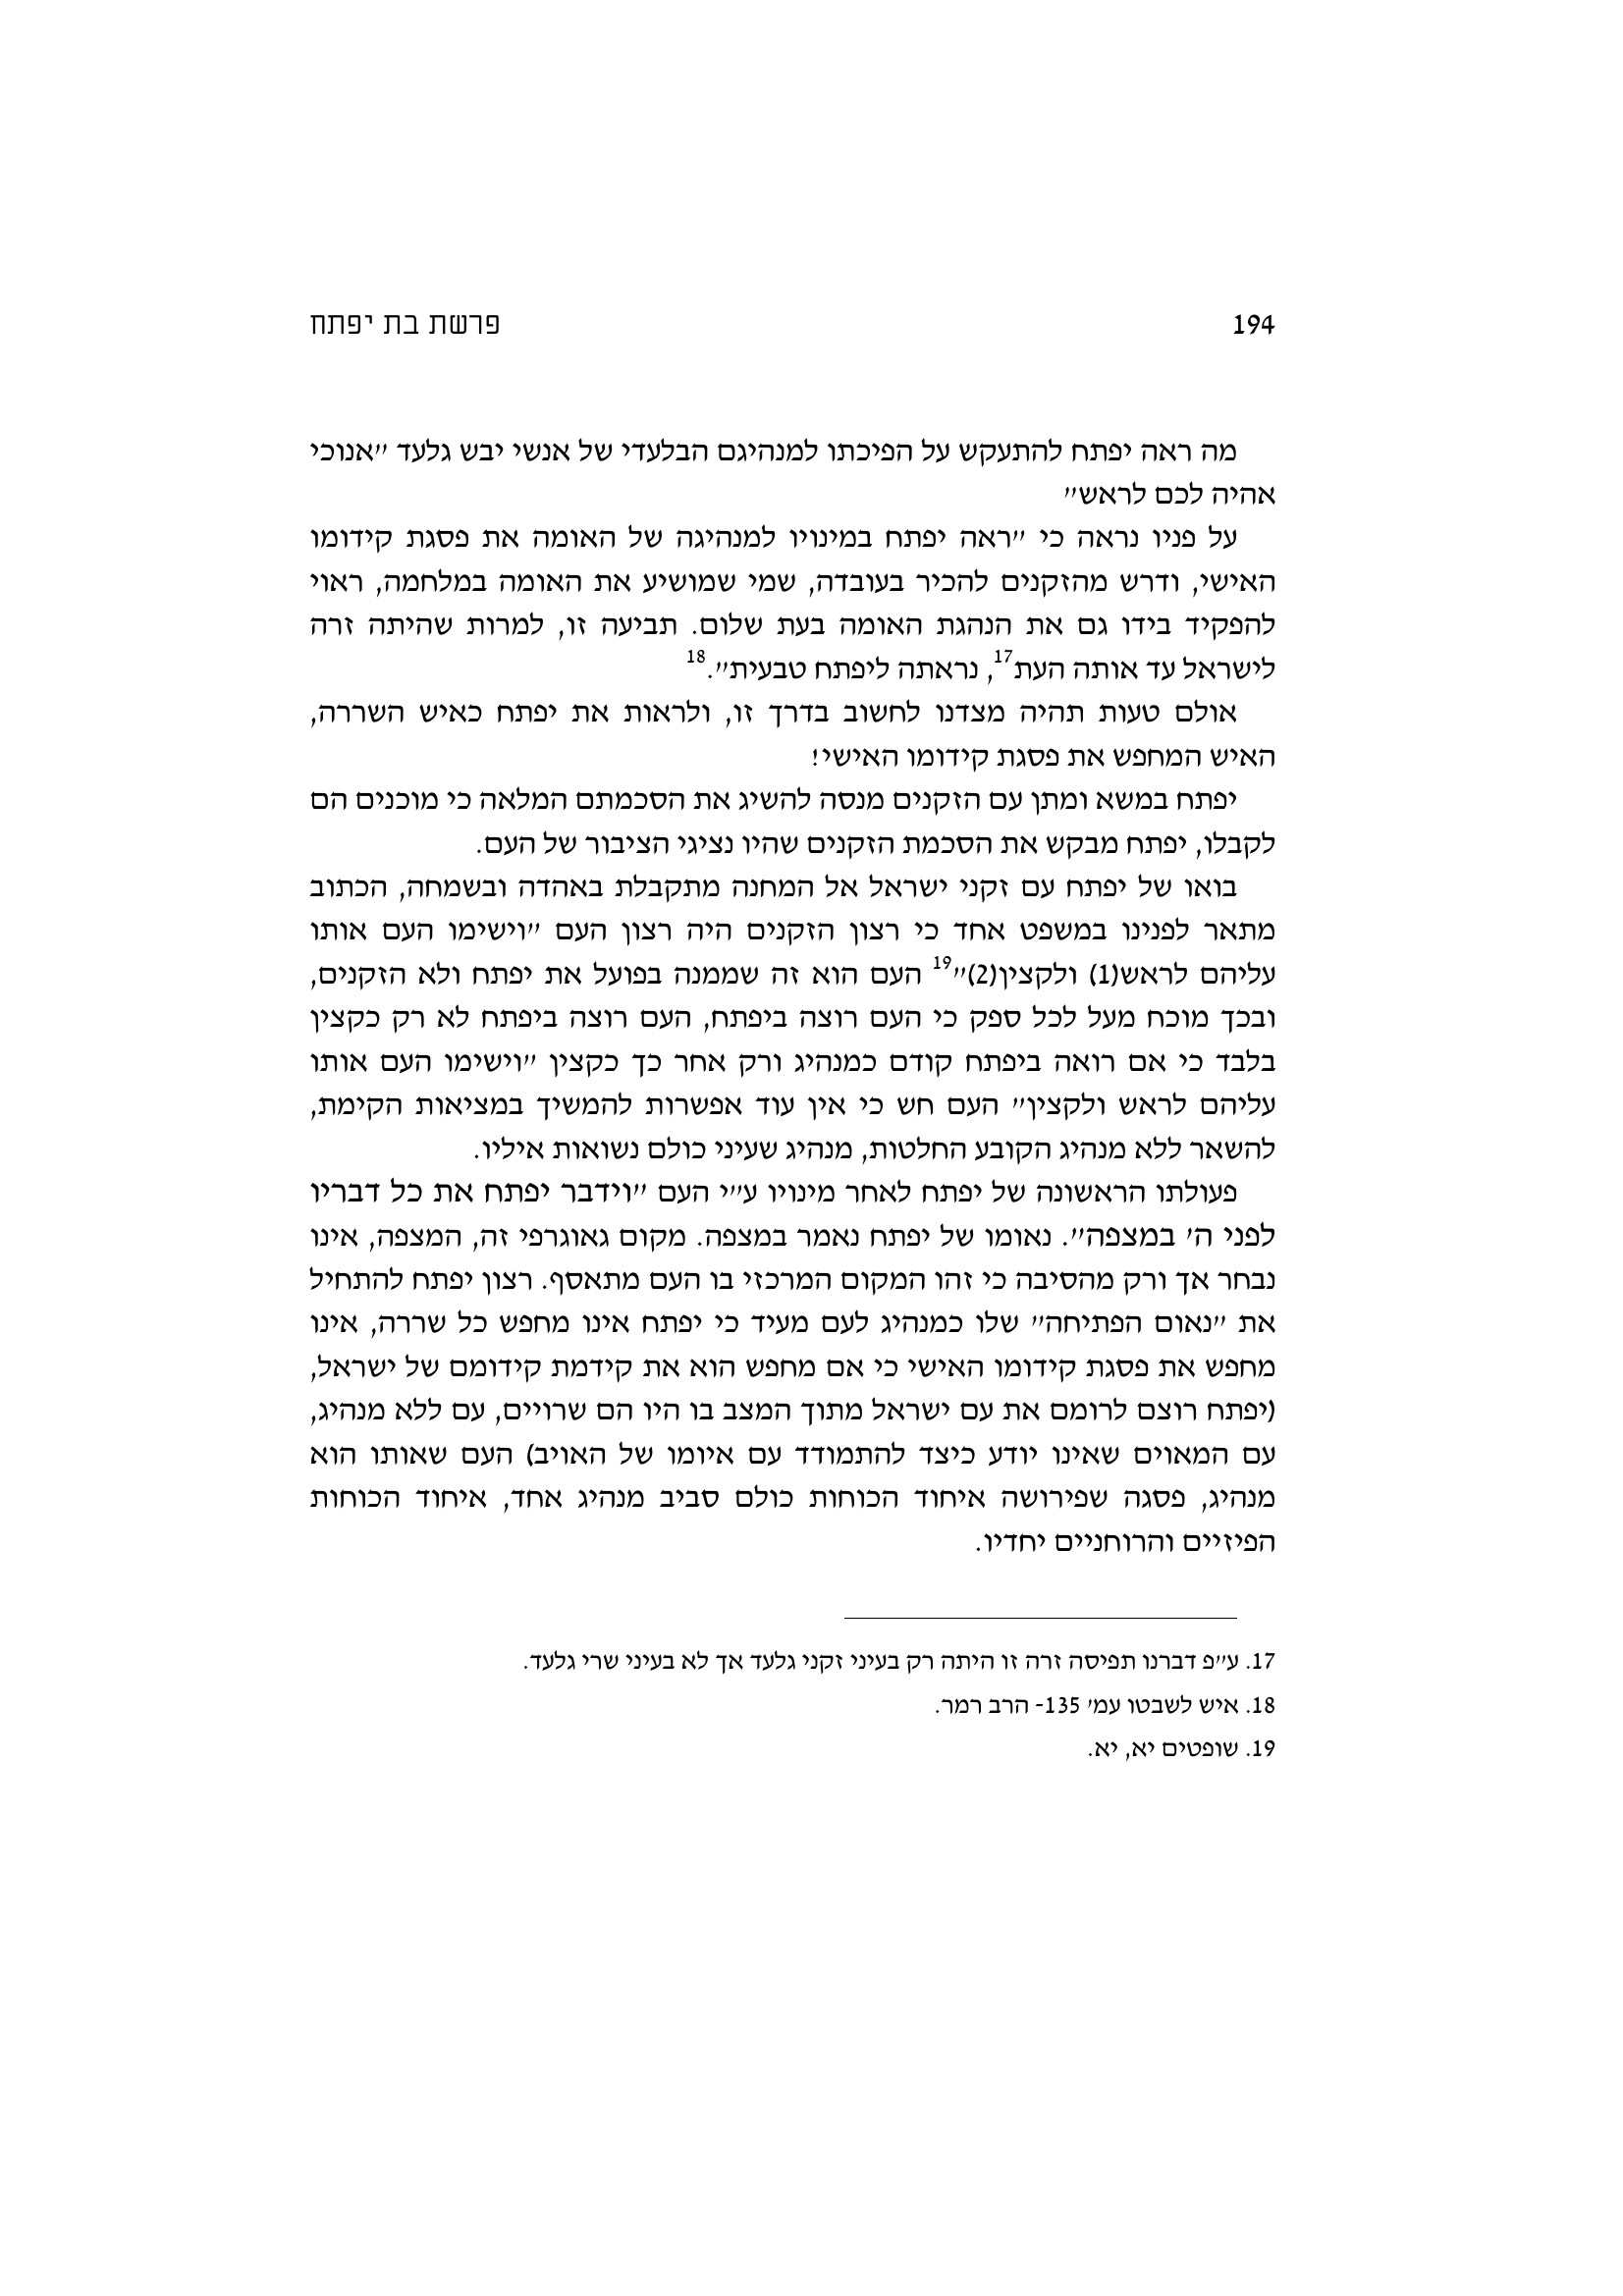 194
פרשת בת יפתח
מה ראה יפתח להתעקש על הפיכתו למנהיגם הבלעדי של אנשי יבש גלעד ״אנוכי
אהיה לכם לראש״
על פניו נראה כי ״ראה יפתח במינויו למנהיגה של האומה את פסגת קידומו
האישי, ודרש מהזקנים להכיר בעובדה, שמי שמושיע את האומה במלחמה, ראוי
להפקיד בידו גם את הנהגת האומה בעת שלום. תביעה זו, למרות שהיתה זרה
לישראל עד אותה העת17, נראתה ליפתח טבעית״.18
אולם טעות תהיה מצדנו לחשוב בדרך זו, ולראות את יפתח כאיש השררה,
האיש המחפש את פסגת קידומו האישי!
יפתח במשא ומתן עם הזקנים מנסה להשיג את הסכמתם המלאה כי מוכנים הם
לקבלו, יפתח מבקש את הסכמת הזקנים שהיו נציגי הציבור של העם.
בואו של יפתח עם זקני ישראל אל המחנה מתקבלת באהדה ובשמחה, הכתוב
מתאר לפנינו במשפט אחד כי רצון הזקנים היה רצון העם ״וישימו העם אותו
עליהם לראש(1) ולקצין(2)״19 העם הוא זה שממנה בפועל את יפתח ולא הזקנים,
ובכך מוכח מעל לכל ספק כי העם רוצה ביפתח, העם רוצה ביפתח לא רק כקצין
בלבד כי אם רואה ביפתח קודם כמנהיג ורק אחר כך כקצין ״וישימו העם אותו
עליהם לראש ולקצין״ העם חש כי אין עוד אפשרות להמשיך במציאות הקימת,
להשאר ללא מנהיג הקובע החלטות, מנהיג שעיני כולם נשואות איליו.
פעולתו הראשונה של יפתח לאחר מינויו ע״י העם ״וידבר יפתח את כל דבריו
לפני ה׳ במצפה״. נאומו של יפתח נאמר במצפה. מקום גאוגרפי זה, המצפה, אינו
נבחר אך ורק מהסיבה כי זהו המקום המרכזי בו העם מתאסף. רצון יפתח להתחיל
את ״נאום הפתיחה״ שלו כמנהיג לעם מעיד כי יפתח אינו מחפש כל שררה, אינו
מחפש את פסגת קידומו האישי כי אם מחפש הוא את קידמת קידומם של ישראל,
(יפתח רוצם לרומם את עם ישראל מתוך המצב בו היו הם שרויים, עם ללא מנהיג,
עם המאוים שאינו יודע כיצד להתמודד עם איומו של האויב) העם שאותו הוא
מנהיג, פסגה שפירושה איחוד הכוחות כולם סביב מנהיג אחד, איחוד הכוחות
הפיזיים והרוחניים יחדיו.
17. ע״פ דברנו תפיסה זרה זו היתה רק בעיני זקני גלעד אך לא בעיני שרי גלעד.
18. איש לשבטו עמ׳ 135- הרב רמר.
19. שופטים יא, יא.